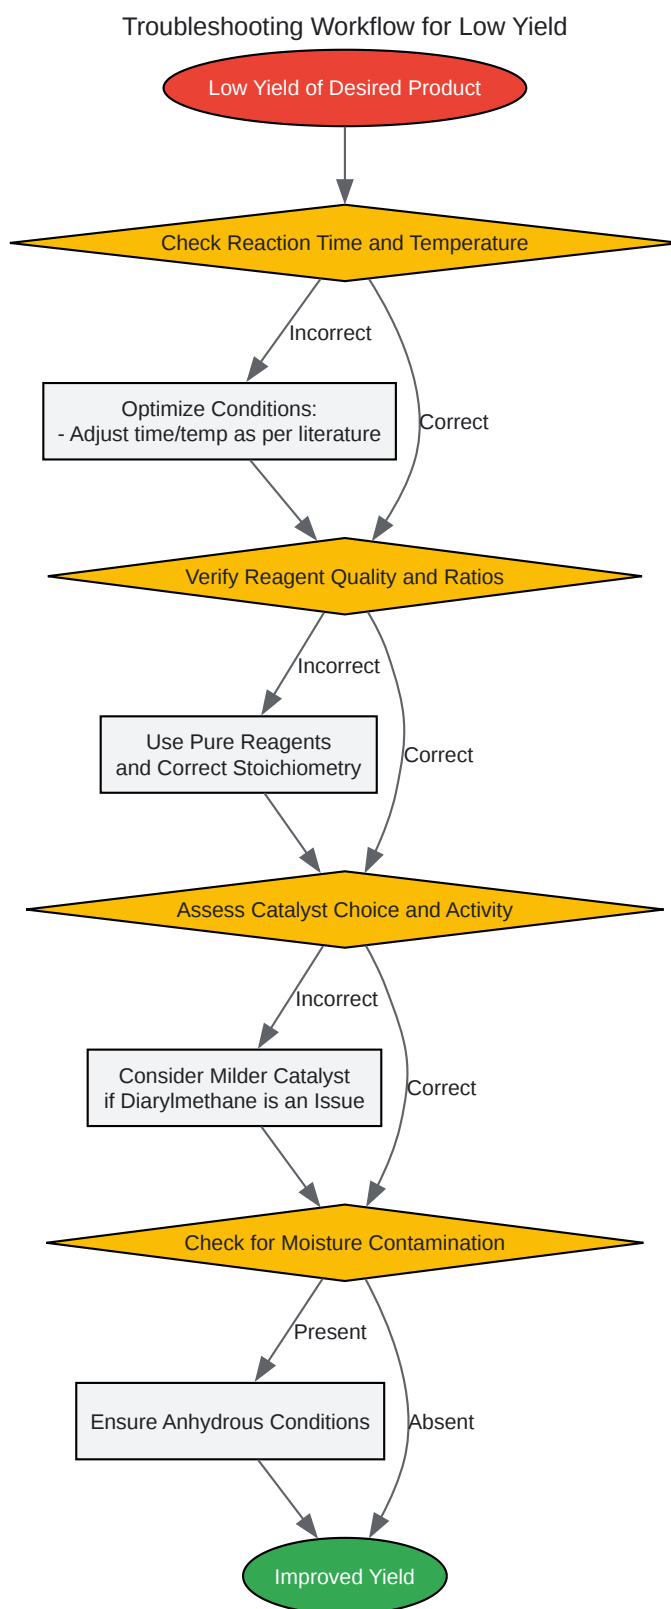 Troubleshooting Workflow for Low Yield
Low Yield of Desired Product
Check Reaction Time and Temperature
Incorrect
Optimize Conditions:
- Adjust time/temp as per literature
Correct
Verify Reagent Quality and Ratios
Incorrect
Use Pure Reagents
and Correct Stoichiometry
Correct
Assess Catalyst Choice and Activity
Incorrect
Consider Milder Catalyst
if Diarylmethane is an Issue
Correct
Check for Moisture Contamination
Present
Ensure Anhydrous Conditions
Absent
Improved Yield